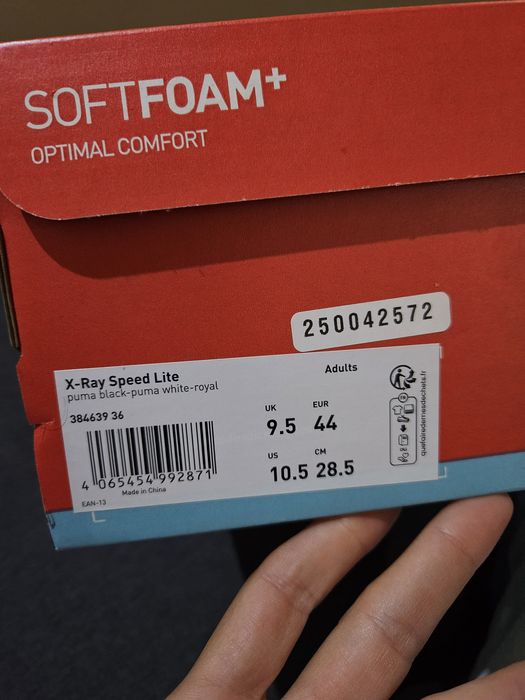 SOFTFOAM+
OPTIMAL COMFORT
250042572
X-Ray Speed Lite
puma black-puma white-royal
Adults
384639 36
UK
9.5
EUR
44
US
10.5
CM
28.5
4 065454 992871
Made in China
EAN-13
FR
quefairedemesdechets.fr